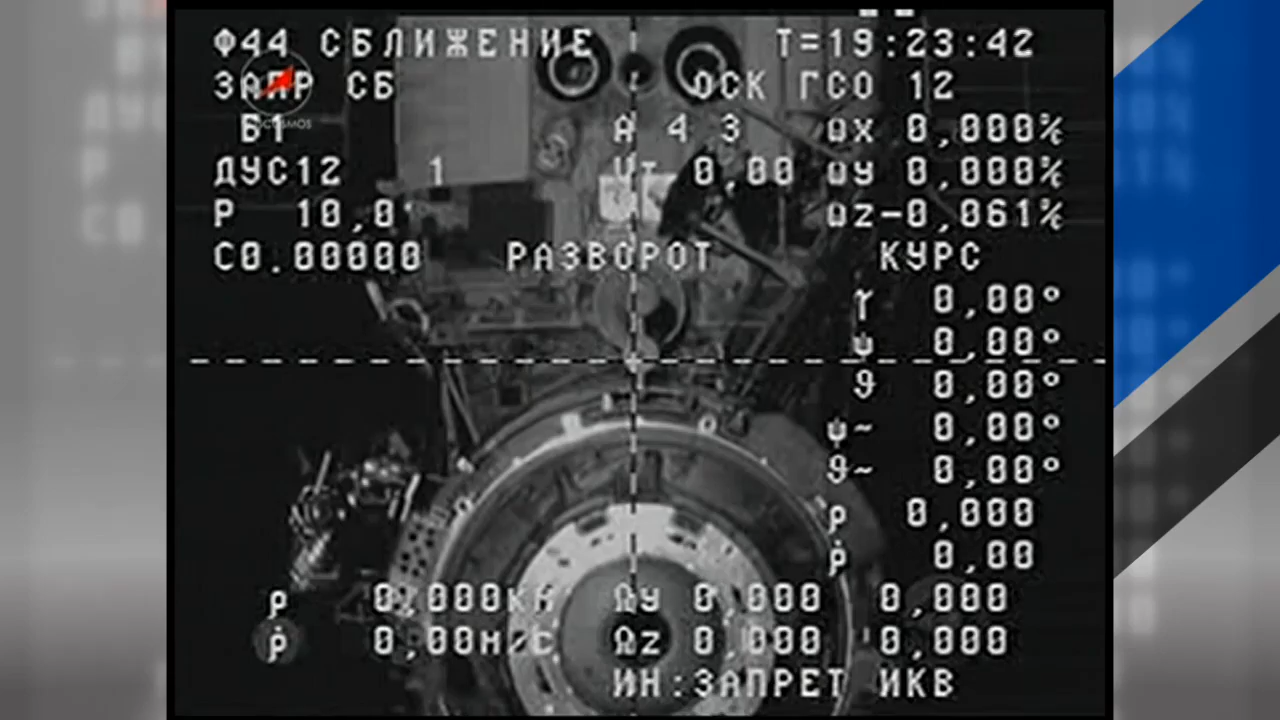 Ф44 СБЛИЖЕНИЕ T=19:23:42
ЗАПР СБ ОСК ГСО 12
Б1 А 4 3 ωX 0,000%
ДУС12 1 Vт 0,00 ωY 0,000%
Р 10,0' ωZ-0,061%
С0.00000 РАЗВОРОТ КУРС
γ 0,00°
ψ 0,00°
ϑ 0,00°
ψ~ 0,00°
ϑ~ 0,00°
ρ 0,000
ρ̇ 0,00
ρ 0,000КМ ΩY 0,000 0,000
ρ̇ 0,00М/С ΩZ 0,000 0,000
ИН:ЗАПРЕТ ИКВ